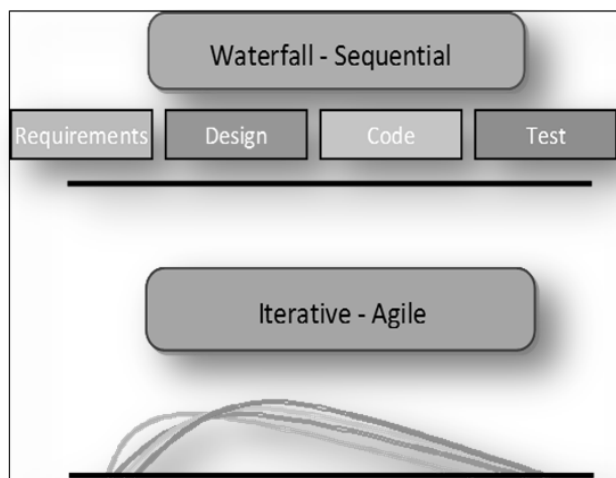 Waterfall - Sequential
Requirements Design Code Test
Iterative - Agile